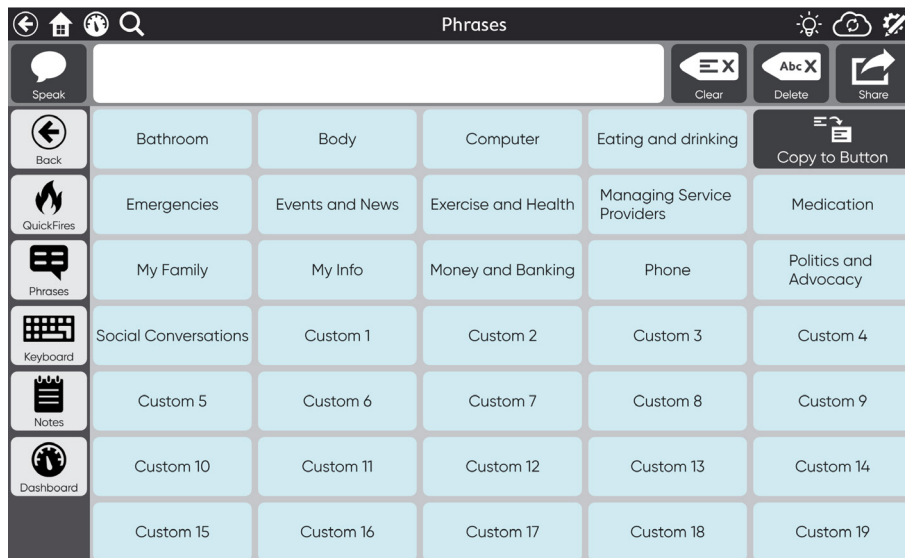 Phrases
Speak
Clear
Abc
Delete
Share
Back
Bathroom
Body
Computer
Eating and drinking
Copy to Button
QuickFires
Emergencies
Events and News
Exercise and Health
Managing Service
Providers
Medication
Phrases
My Family
My Info
Money and Banking
Phone
Politics and
Advocacy
Keyboard
Social Conversations
Custom 1
Custom 2
Custom 3
Custom 4
Notes
Custom 5
Custom 6
Custom 7
Custom 8
Custom 9
Dashboard
Custom 10
Custom 11
Custom 12
Custom 13
Custom 14
Custom 15
Custom 16
Custom 17
Custom 18
Custom 19